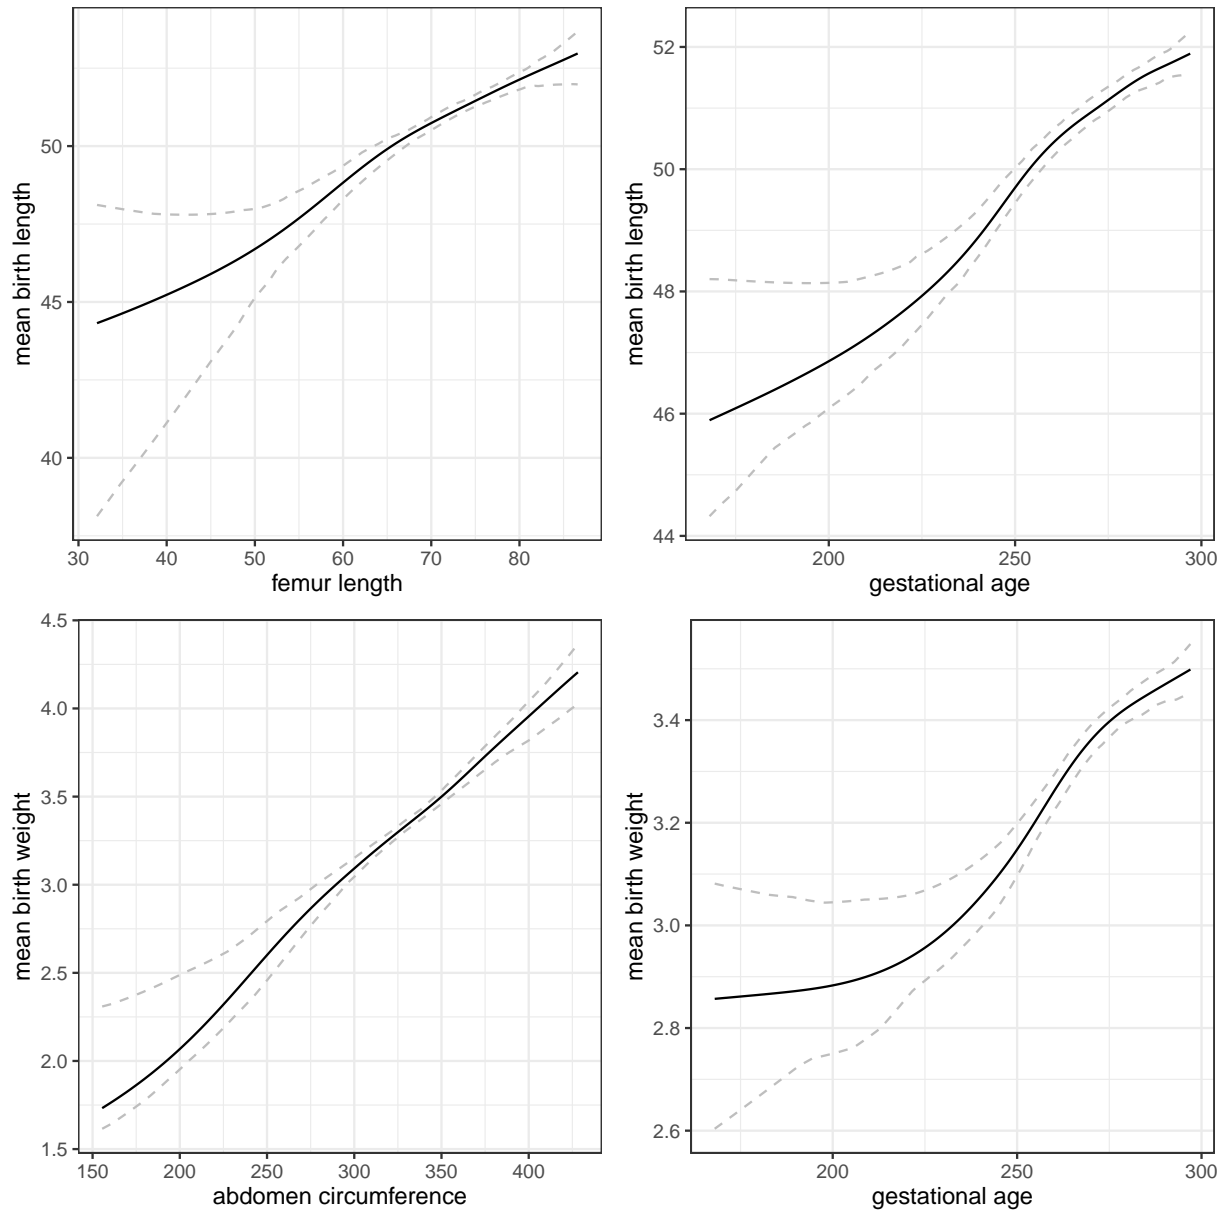 mean birth length
50
45
40
30 40 50 60 70 80
femur length
mean birth length
52
50
48
46
44
200 250 300
gestational age
mean birth weight
4.5
4.0
3.5
3.0
2.5
2.0
1.5
150 200 250 300 350 400
abdomen circumference
mean birth weight
3.4
3.2
3.0
2.8
2.6
200 250 300
gestational age